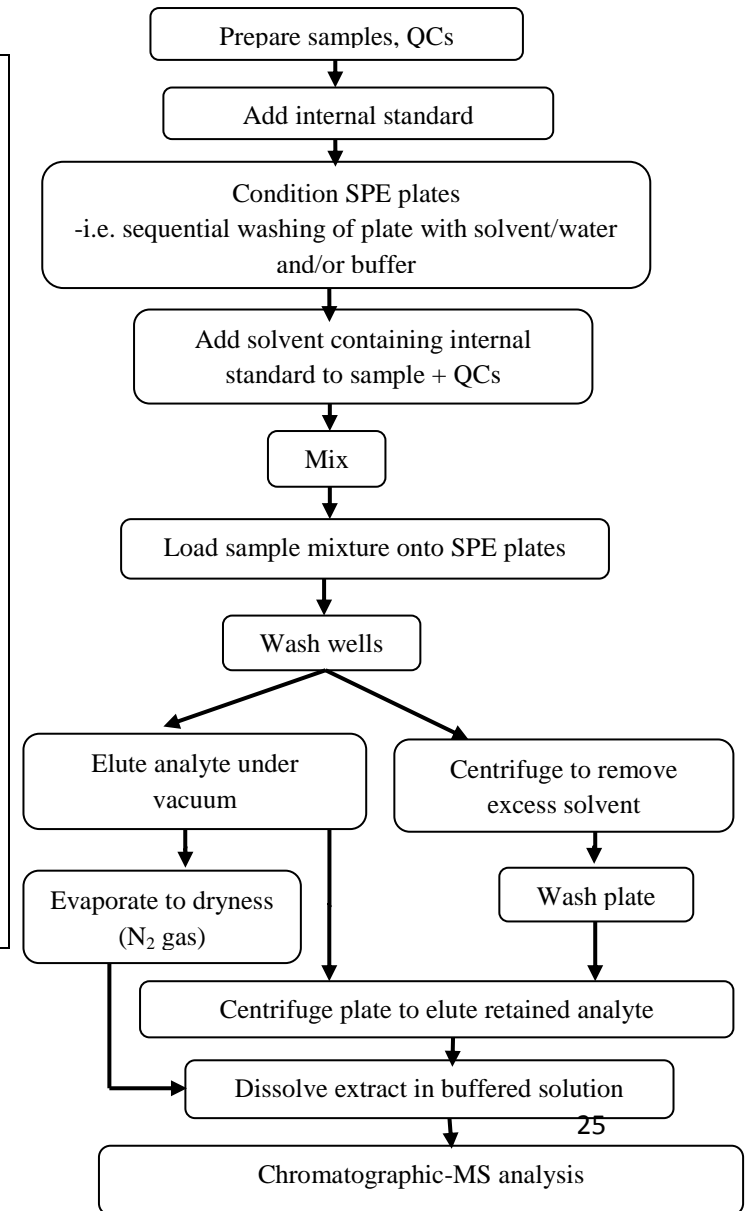 Prepare samples, QCs
Add internal standard
Condition SPE plates
-i.e. sequential washing of plate with solvent/water
and/or buffer
Add solvent containing internal
standard to sample + QCs
Mix
Load sample mixture onto SPE plates
Wash wells
Elute analyte under
vacuum
Centrifuge to remove
excess solvent
Evaporate to dryness
(N₂ gas)
Wash plate
Centrifuge plate to elute retained analyte
Dissolve extract in buffered solution
25
Chromatographic-MS analysis